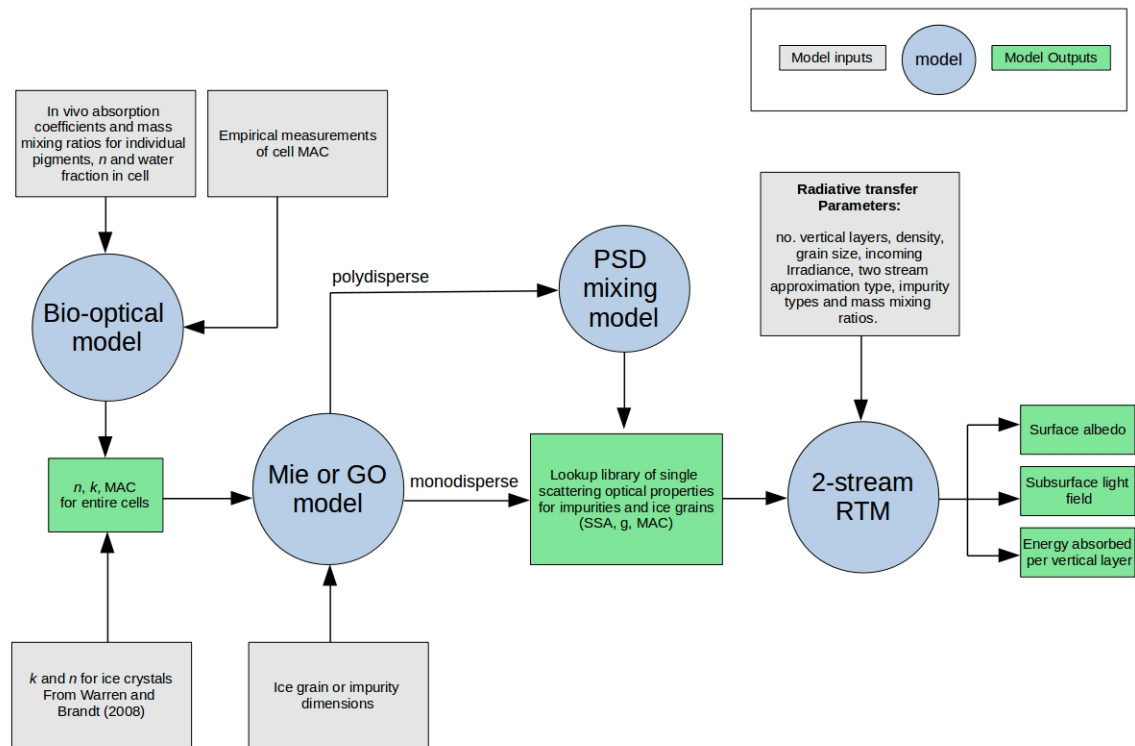 Model inputs
model
Model Outputs
In vivo absorption
coefficients and mass
mixing ratios for individual
pigments, n and water
fraction in cell
Empirical measurements
of cell MAC
Radiative transfer
Parameters:
no. vertical layers, density,
grain size, incoming
Irradiance, two stream
approximation type, impurity
types and mass mixing
ratios.
polydisperse
PSD
mixing
model
Bio-optical
model
n, k, MAC
for entire cells
Mie or GO
model
monodisperse
Lookup library of single
scattering optical properties
for impurities and ice grains
(SSA, g, MAC)
2-stream
RTM
Surface albedo
Subsurface light
field
Energy absorbed
per vertical layer
k and n for ice crystals
From Warren and
Brandt (2008)
Ice grain or impurity
dimensions